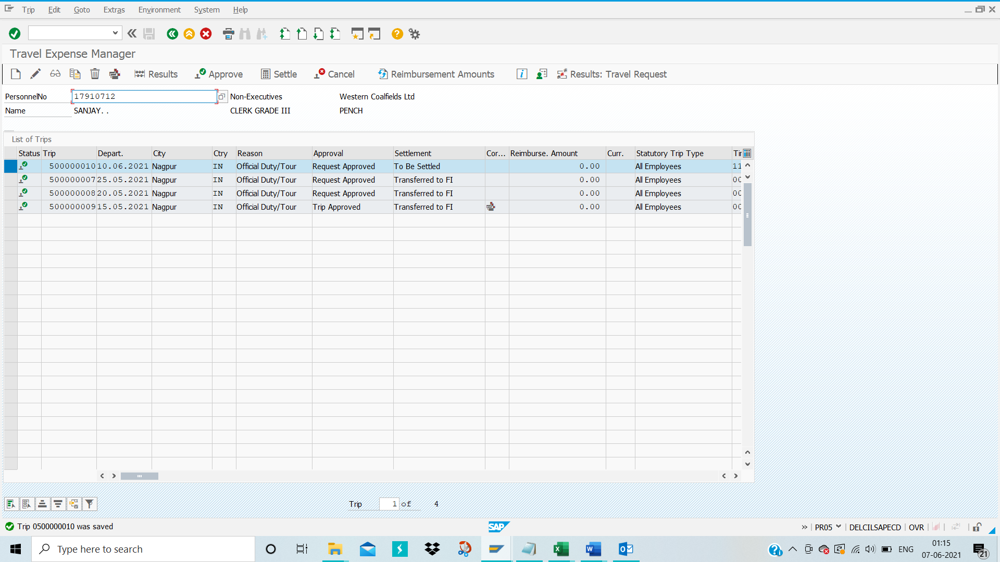 Trip Edit Goto Extras Environment System Help
Travel Expense Manager
Results Approve Settle Cancel Reimbursement Amounts Results: Travel Request
PersonnelNo 17910712 Non-Executives Western Coalfields Ltd
Name SANJAY. . CLERK GRADE III PENCH
List of Trips
Status Trip Depart. City Ctry Reason Approval Settlement Cor... Reimburse. Amount Curr. Statutory Trip Type
500000010 10.06.2021 Nagpur IN Official Duty/Tour Request Approved To Be Settled 0.00 All Employees 11
500000007 25.05.2021 Nagpur IN Official Duty/Tour Request Approved Transferred to FI 0.00 All Employees 00
500000008 20.05.2021 Nagpur IN Official Duty/Tour Request Approved Transferred to FI 0.00 All Employees 00
500000009 15.05.2021 Nagpur IN Official Duty/Tour Trip Approved Transferred to FI 0.00 All Employees 00
Trip 1 of 4
Trip 0500000010 was saved SAP PR05 DELCILSAPECD OVR
Type here to search ENG 01:15
07-06-2021 21